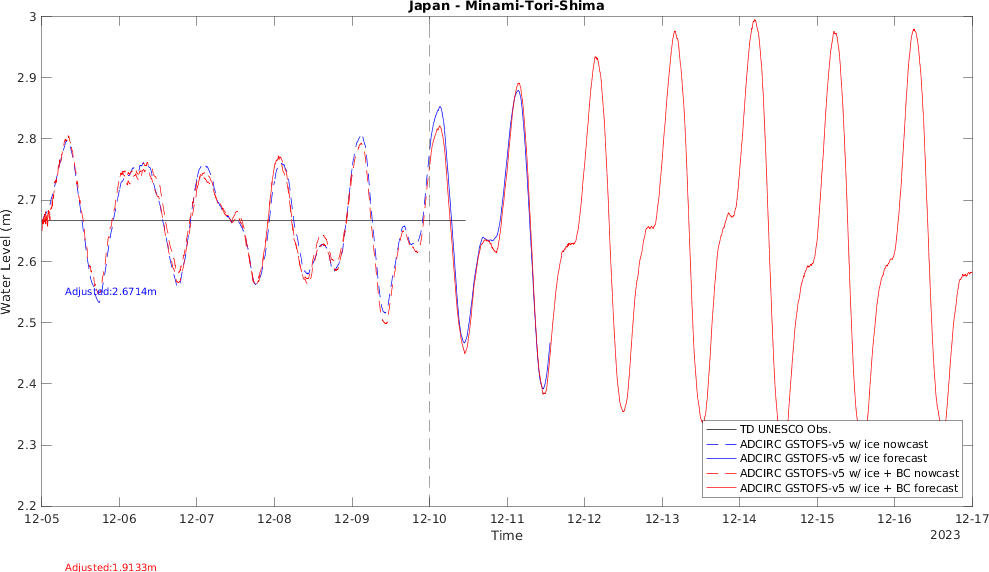 Japan - Minami-Tori-Shima
3
2.9
2.8
2.7
2.6
2.5
2.4
2.3
2.2
Water Level (m)
Adjusted:2.6714m
TD UNESCO Obs.
ADCIRC GSTOFS-v5 w/ ice nowcast
ADCIRC GSTOFS-v5 w/ ice forecast
ADCIRC GSTOFS-v5 w/ ice + BC nowcast
ADCIRC GSTOFS-v5 w/ ice + BC forecast
12-05 12-06 12-07 12-08 12-09 12-10 12-11 12-12 12-13 12-14 12-15 12-16 12-17
Time
2023
Adjusted:1.9133m